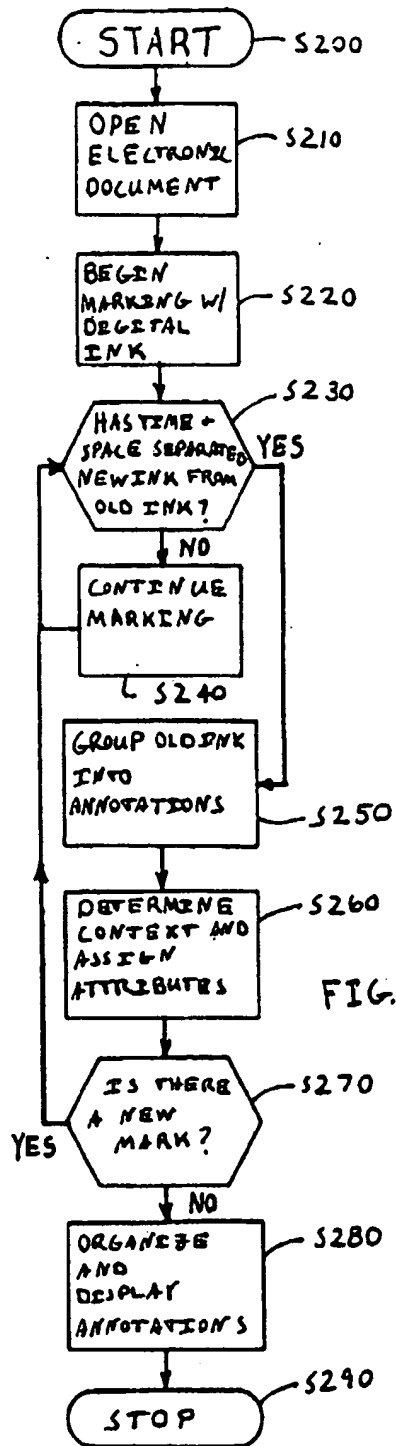 START
S200
OPEN
ELECTRONIC
DOCUMENT
S210
BEGIN
MARKING W/
DIGITAL
INK
S220
S230
HAS TIME +
SPACE SEPARATED
NEW INK FROM
OLD INK?
YES
NO
CONTINUE
MARKING
S240
GROUP OLD INK
INTO
ANNOTATIONS
S250
DETERMINE
CONTEXT AND
ASSIGN
ATTRIBUTES
S260
FIG.
IS THERE
A NEW
MARK?
S270
YES
NO
ORGANIZE
AND
DISPLAY
ANNOTATIONS
S280
STOP
S290